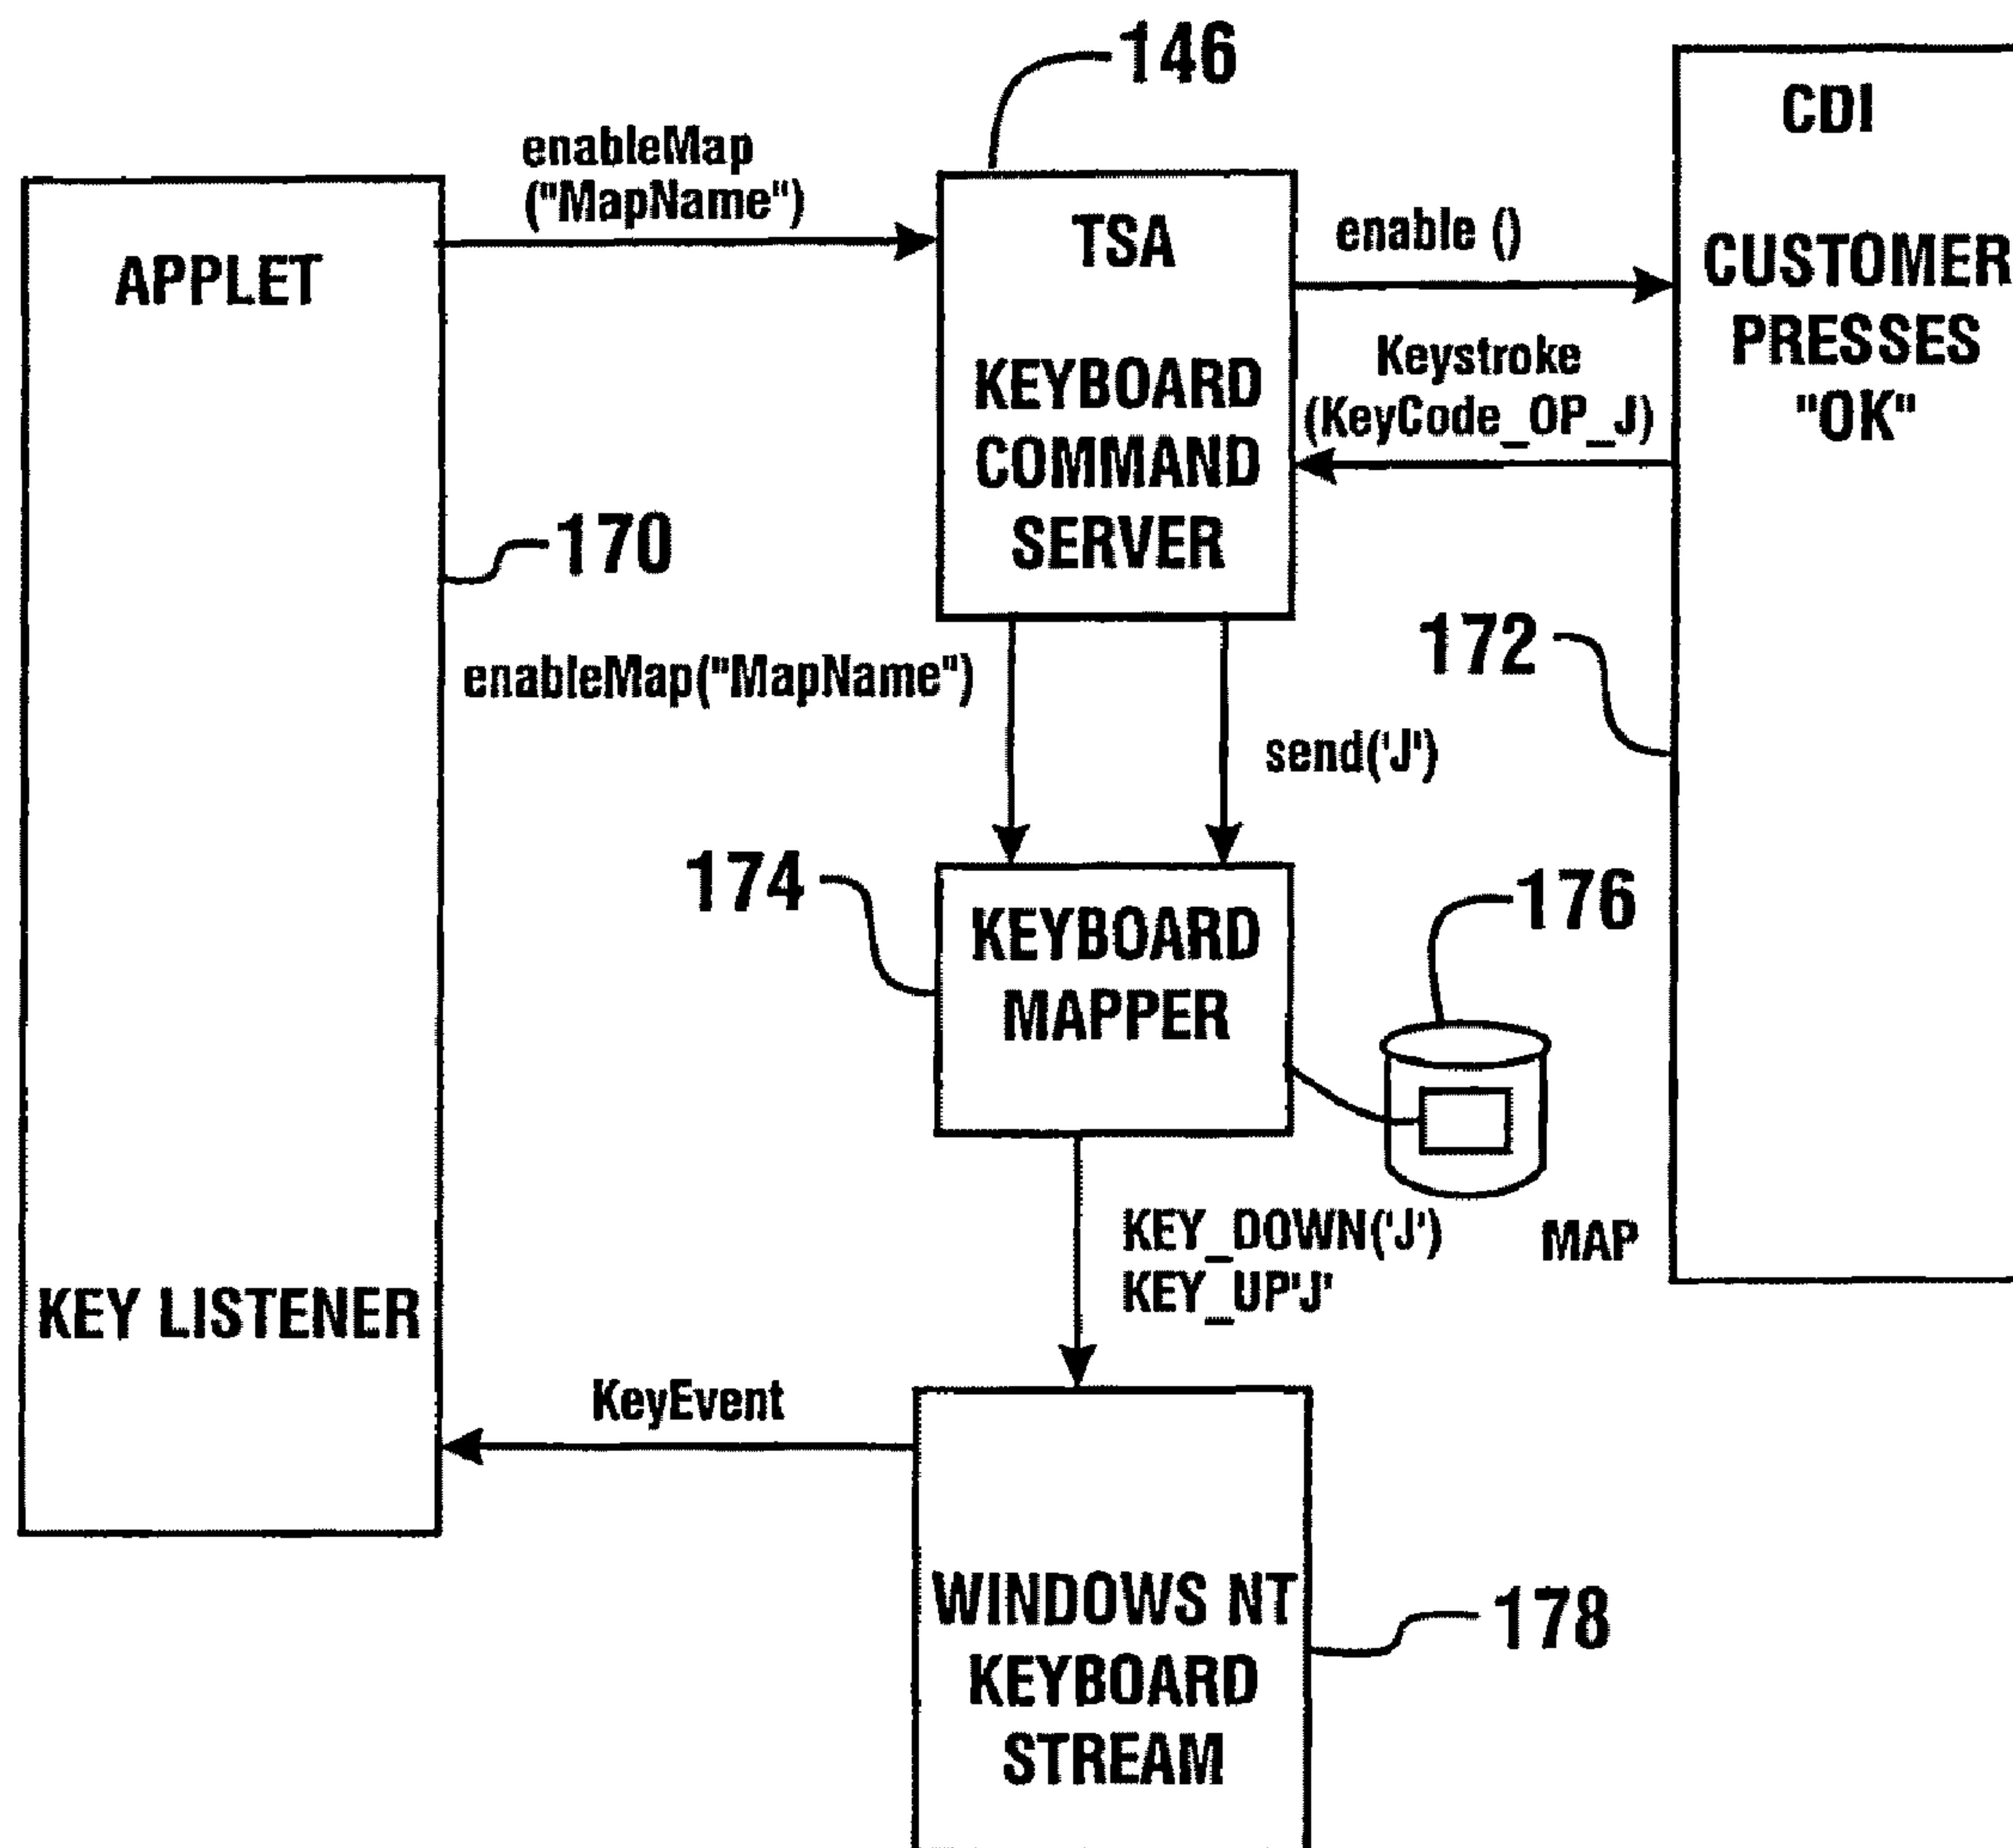 146
CDI
enableMap
("MapName")
APPLET
TSA
enable ()
CUSTOMER
PRESSES
"OK"
Keystroke
(KeyCode_OP_J)
KEYBOARD
COMMAND
SERVER
170
172
enableMap("MapName")
send('J')
174
KEYBOARD
MAPPER
176
KEY_DOWN('J')
KEY_UP'J'
MAP
KEY LISTENER
KeyEvent
WINDOWS NT
KEYBOARD
STREAM
178